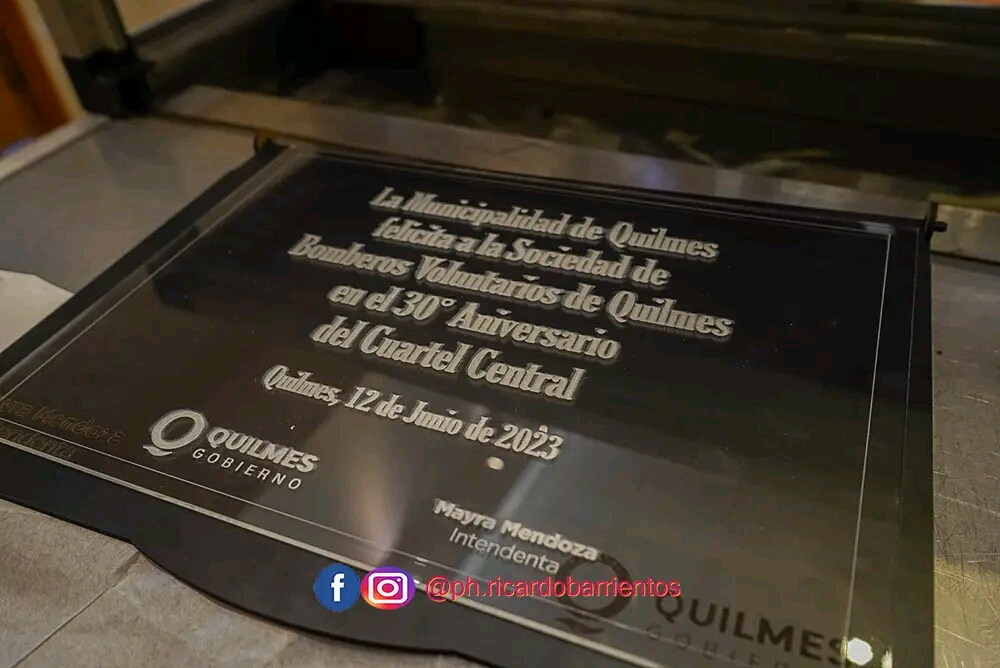 La Municipalidad de Quilmes
felicita a la Sociedad de
Bomberos Voluntarios de Quilmes
en el 30° Aniversario
del Cuartel Central
Quilmes, 12 de Junio de 2023
QUILMES
GOBIERNO
Mayra Mendoza
Intendenta
@ph.ricardobarrientos
QUILMES